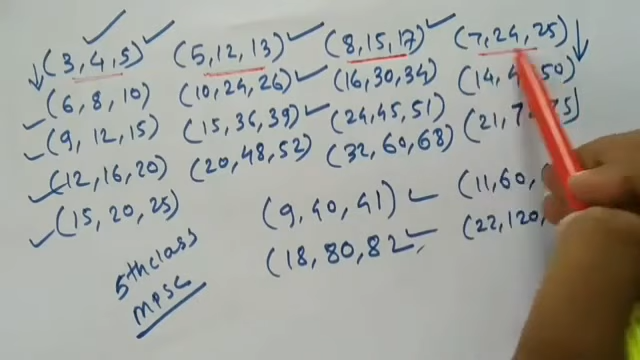 (3,4,5) (5,12,13) (8,15,17) (7,24,25)
(6,8,10) (10,24,26) (16,30,34) (14, 50)
(9,12,15) (15,36,39) (24,45,51) (21,
(12,16,20) (20,48,52) (32,60,68)
(15,20,25) (9,40,41) (11,60,
(18,80,82 (22,120,
5th class
MPSC